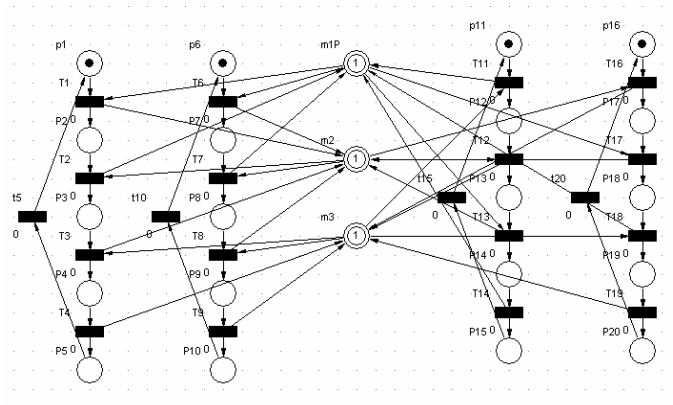 p1
p6
m1P
p11
p16
T1
T6
T11
T16
P2 0
P7 0
P12 0
P17 0
m2
T2
T7
T12
T17
t5
P3 0
t10
P8 0
t15
P13 0
t20
P18 0
0
0
0
0
m3
T3
T8
T13
T18
P4 0
P9 0
P14 0
P19 0
T4
T9
T14
T19
P5 0
P10 0
P15 0
P20 0
1
1
1